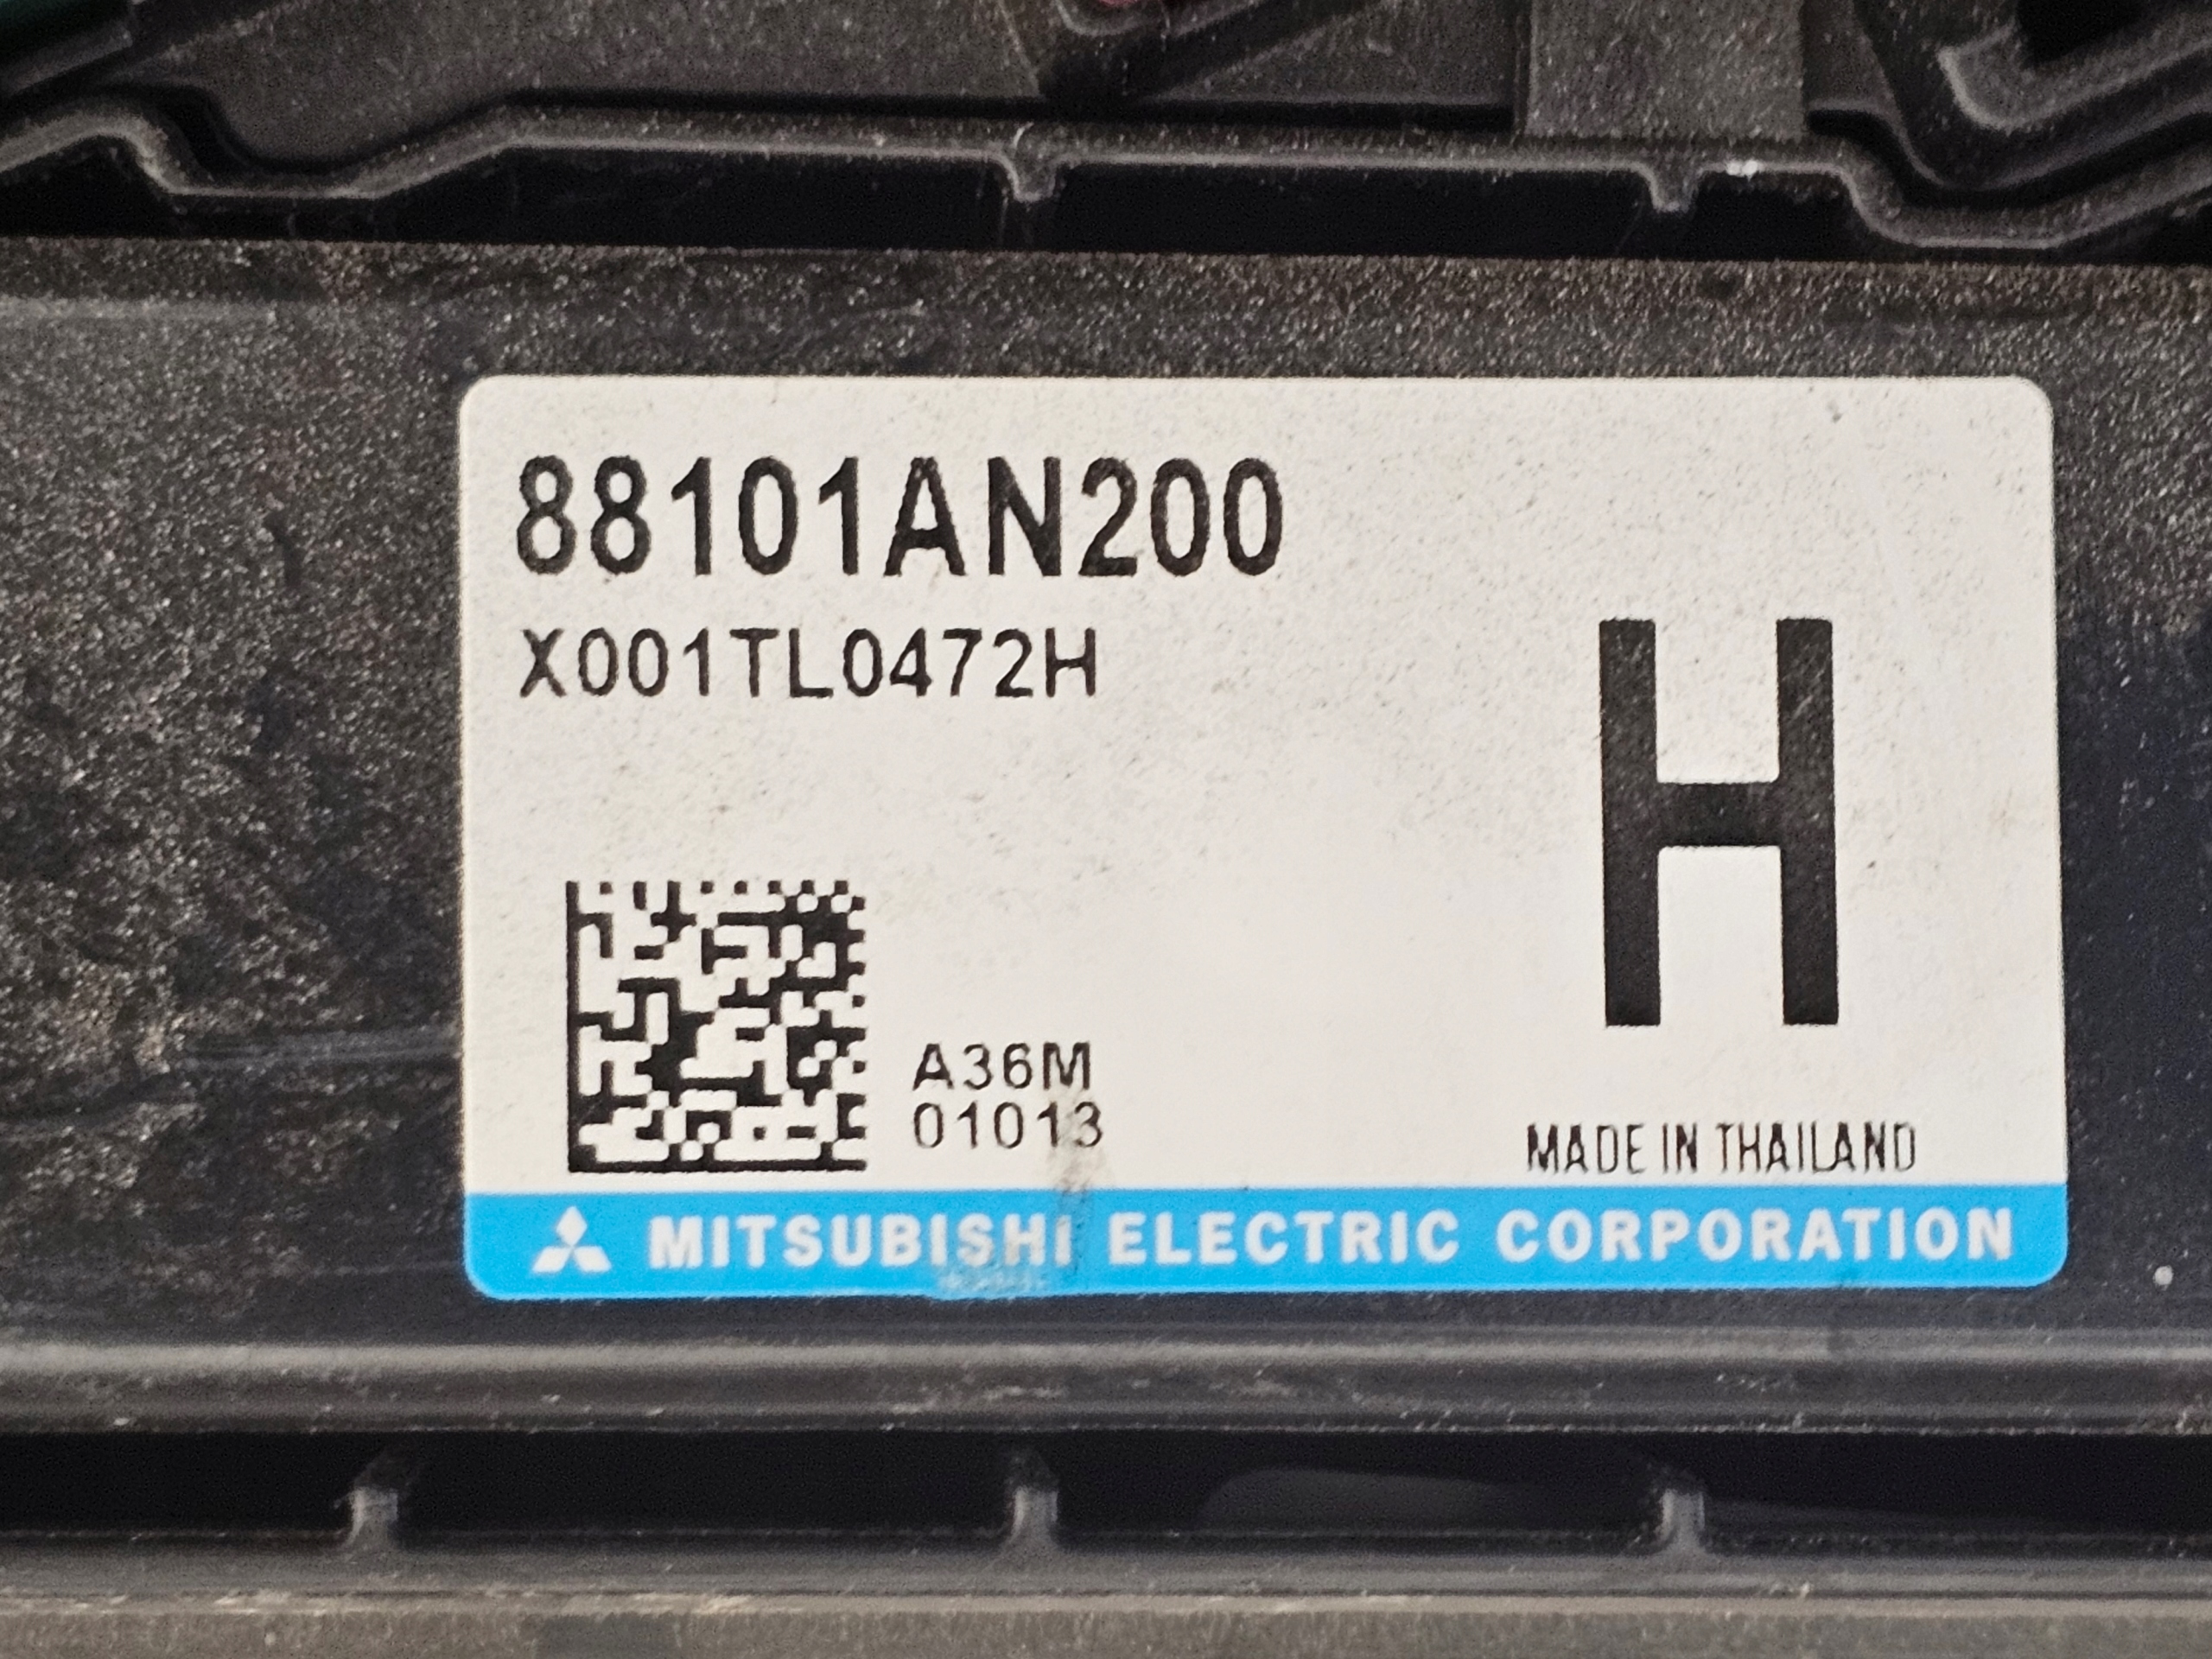 88101AN200
X001TL0472H
H
A36M
01013
MADE IN THAILAND
MITSUBISHI ELECTRIC CORPORATION